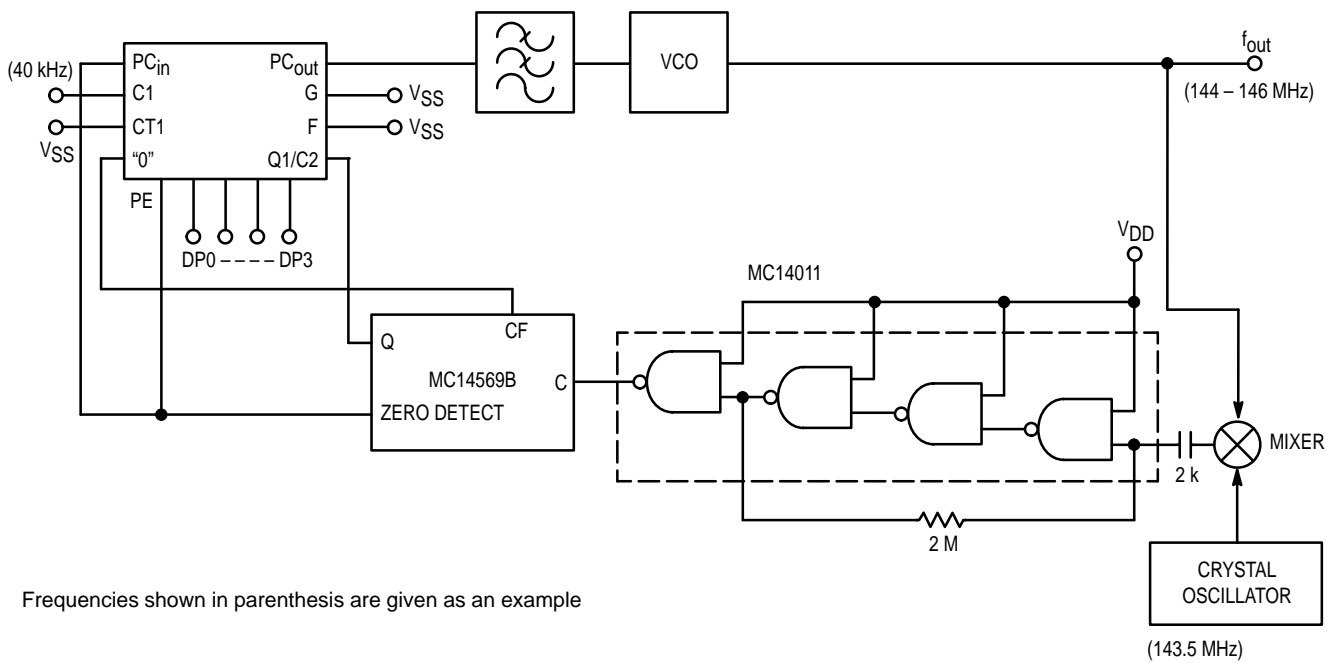 PCin PCout
(40 kHz)
C1 G VSS
CT1 F VSS
VSS
"0" Q1/C2
PE
DP0 – – – – DP3
VCO
fout
(144 – 146 MHz)
VDD
MC14011
CF
Q
MC14569B C
ZERO DETECT
MIXER
2 k
2 M
CRYSTAL
OSCILLATOR
(143.5 MHz)
Frequencies shown in parenthesis are given as an example